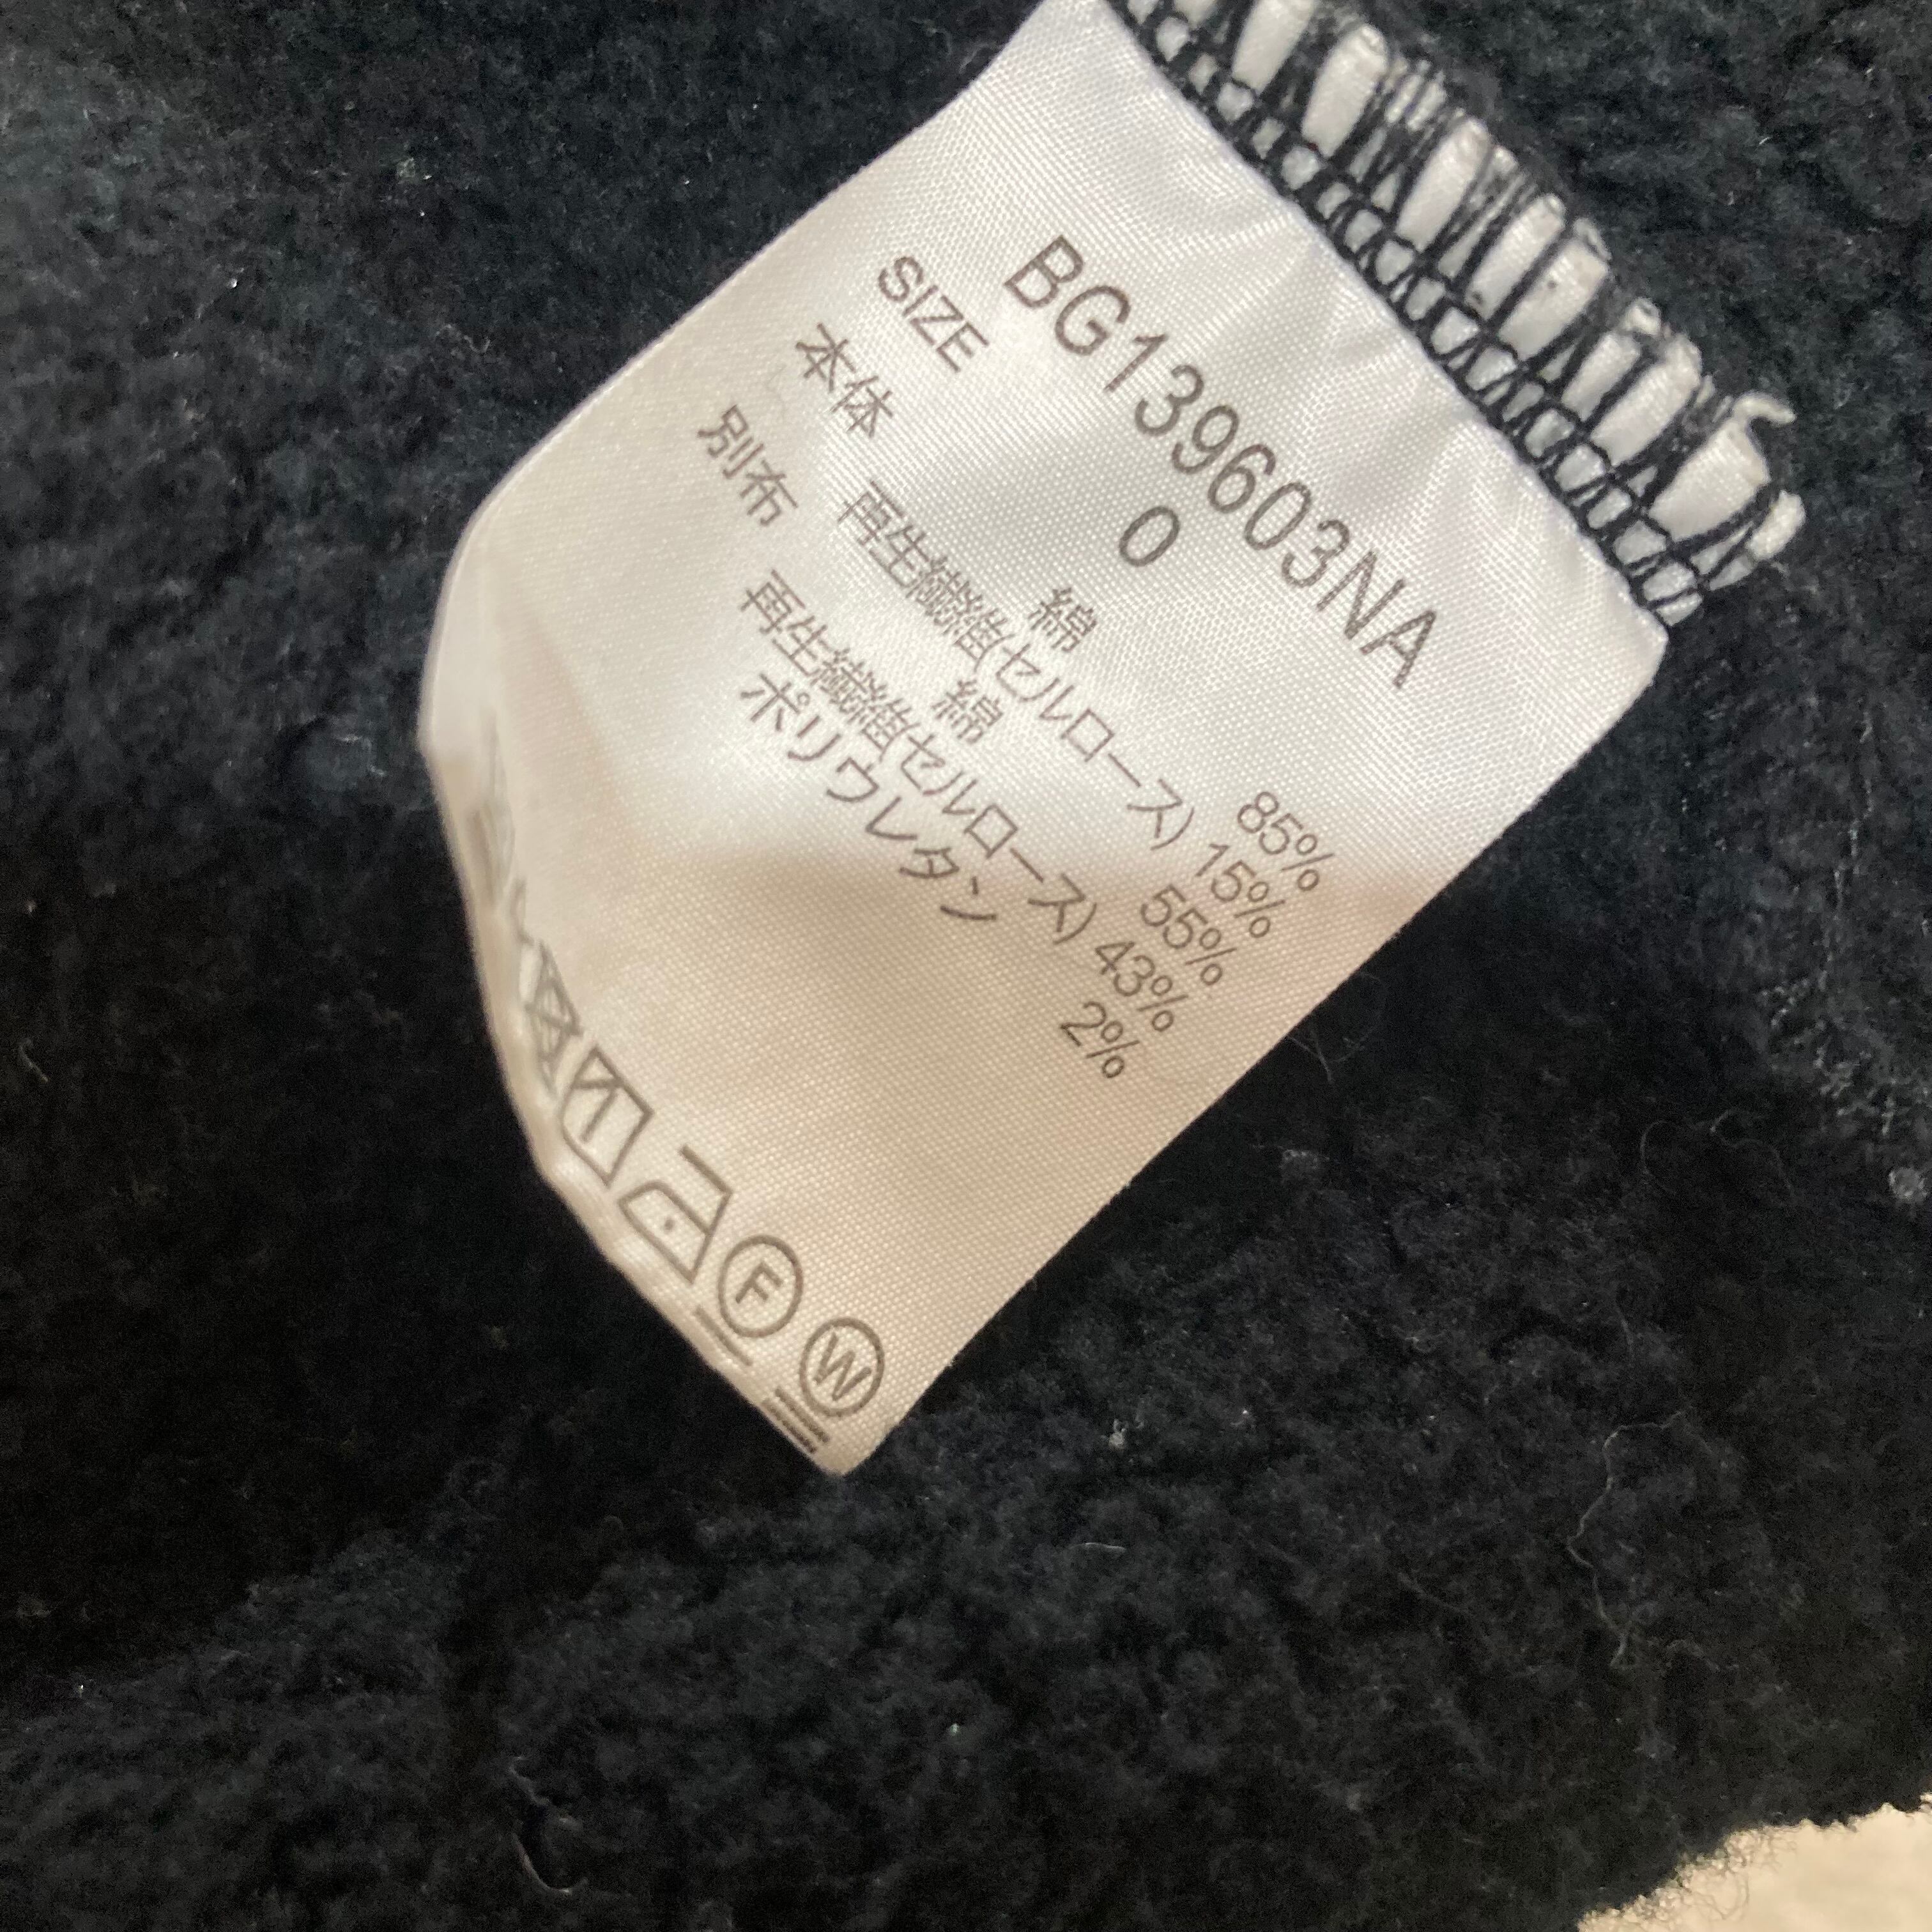 BG139603NA
SIZE 0
本体 綿 85%
再生繊維(セルロース) 15%
別布 綿 55%
再生繊維(セルロース) 43%
ポリウレタン 2%
F W